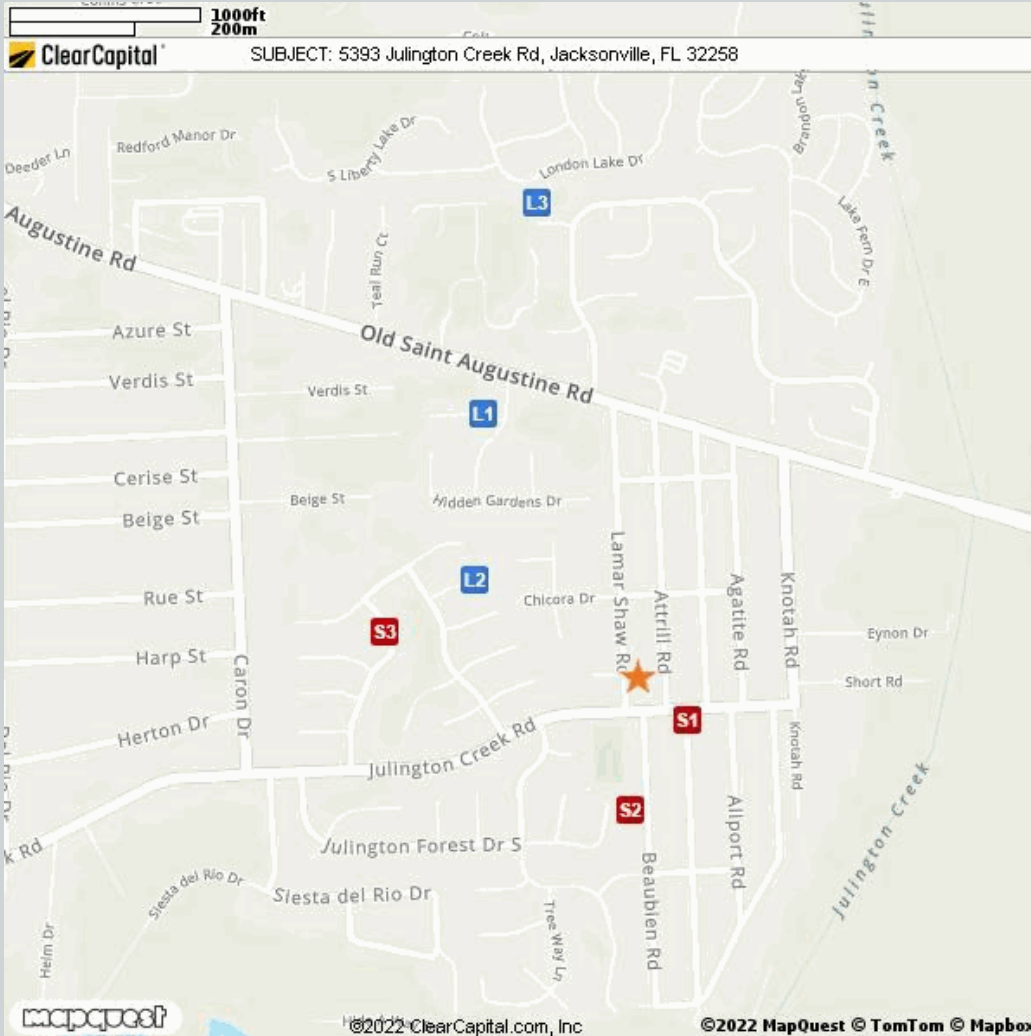 1000ft
200m
ClearCapital
SUBJECT: 5393 Julington Creek Rd, Jacksonville, FL 32258
Redford Manor Dr
Deeder Ln
S Liberty Lake Dr
London Lake Dr
Brandon Lake
Creek
L3
Lake Fern Dr E
Augustine Rd
Teal Run Ct
Azure St
Old Saint Augustine Rd
Verdis St
Verdis St
L1
Cerise St
Beige St
Hidden Gardens Dr
Beige St
Lamar Shaw Rd
Attrill Rd
Agatite Rd
Knotah Rd
L2
Rue St
Chicora Dr
S3
Eynon Dr
Harp St
Caron Dr
Short Rd
S1
Herton Dr
Julington Creek Rd
Knotah Rd
S2
Allport Rd
Julington Creek
k Rd
Julington Forest Dr S
Beaubien Rd
Siesta del Rio Dr
Siesta del Rio Dr
Tree Way Ln
Helm Dr
mapquest
©2022 ClearCapital.com, Inc
©2022 MapQuest © TomTom © Mapbo